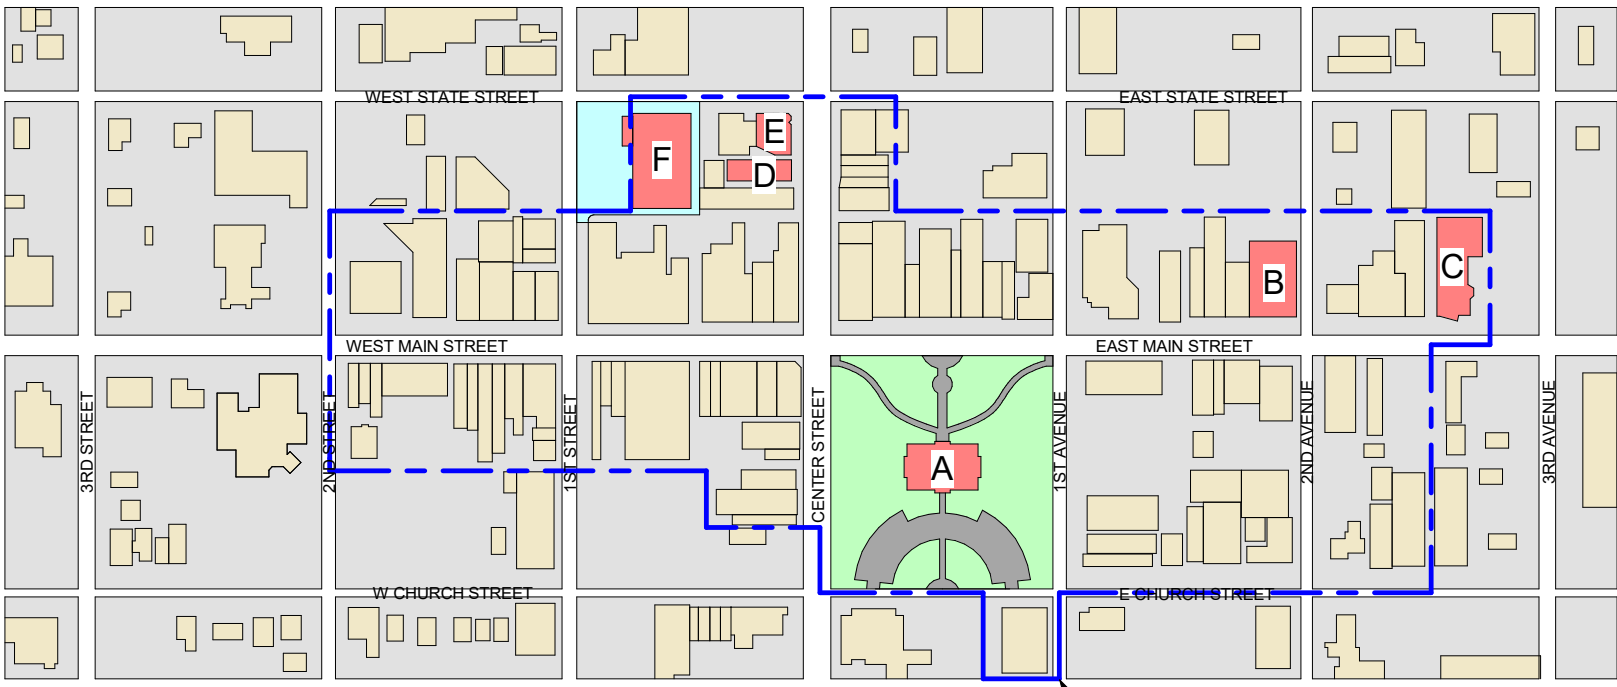 WEST STATE STREET
EAST STATE STREET
E
F
D
B
C
WEST MAIN STREET
EAST MAIN STREET
3RD STREET
2ND STREET
1ST STREET
CENTER STREET
A
1ST AVENUE
2ND AVENUE
3RD AVENUE
W CHURCH STREET
E CHURCH STREET